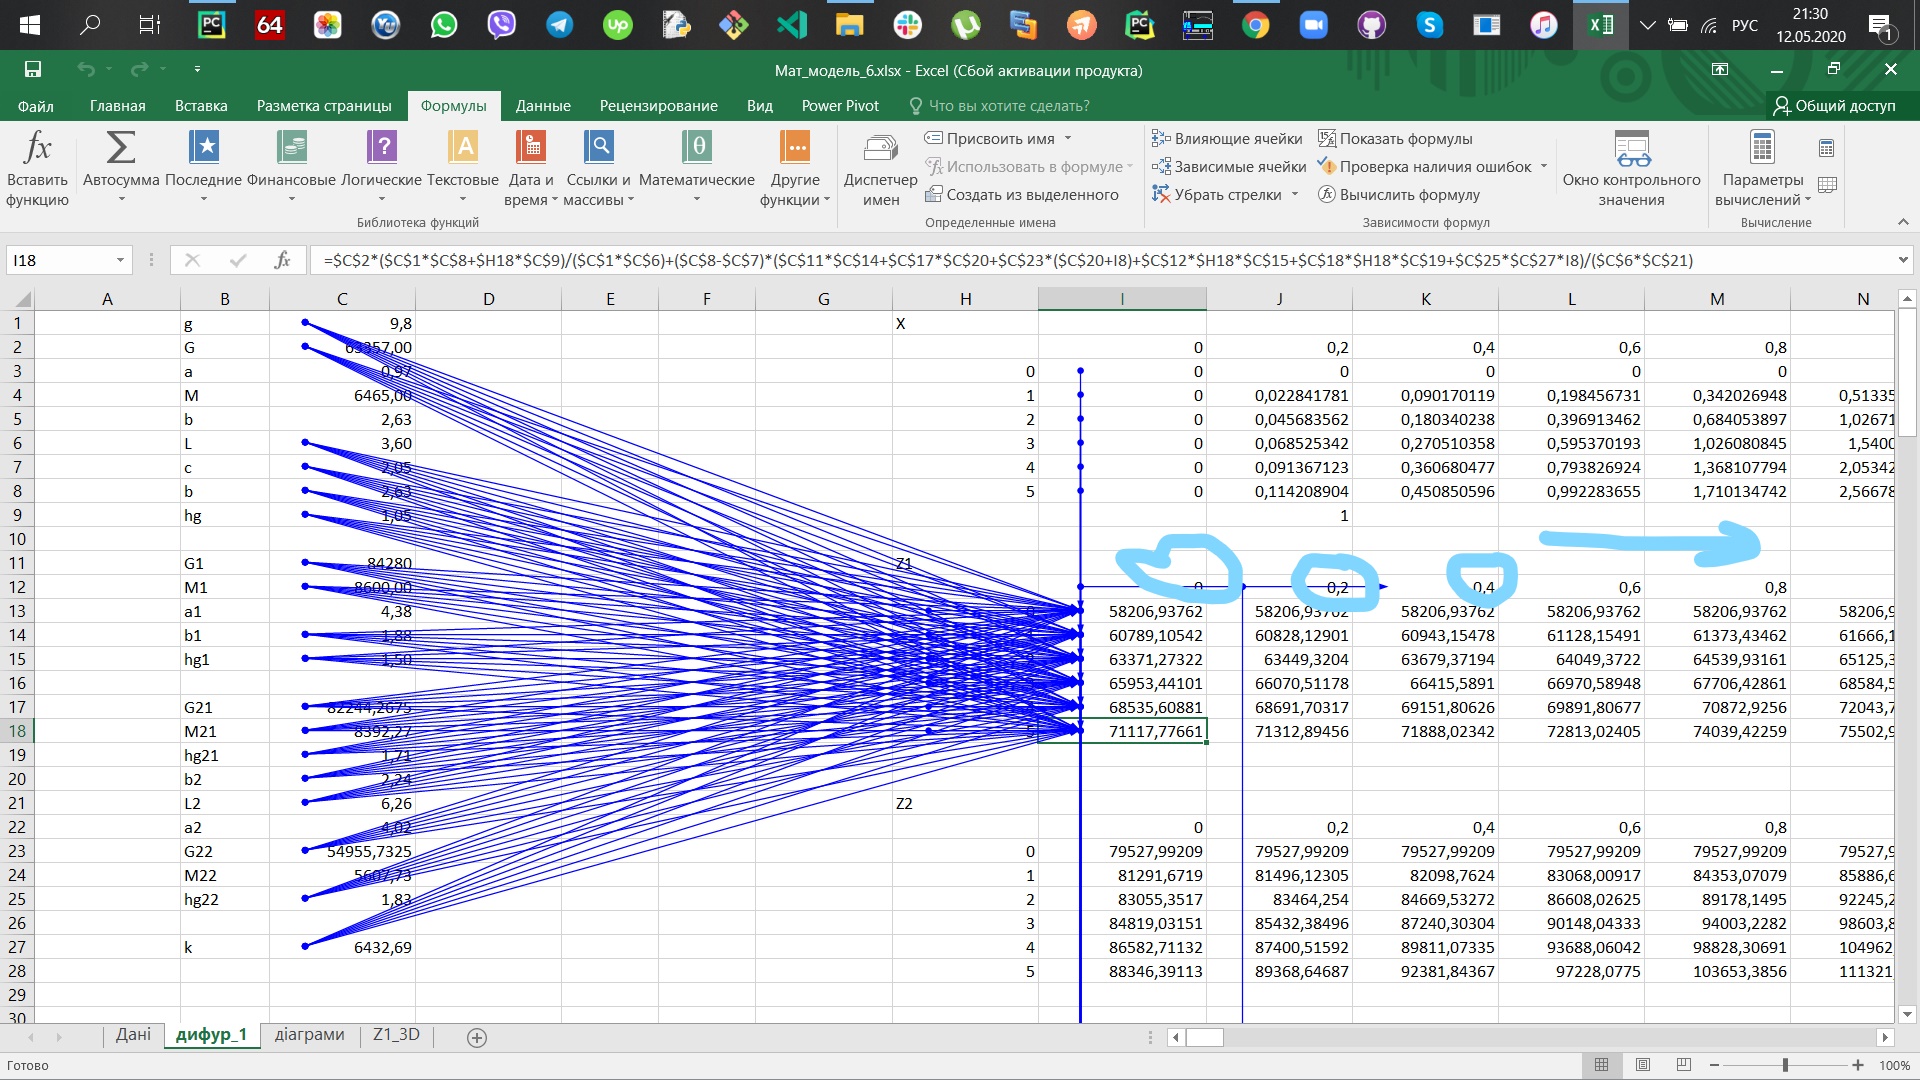 PC 64 up PC РУС 21:30
12.05.2020 1
Мат_модель_6.xlsx - Excel (Сбой активации продукта)
Файл Главная Вставка Разметка страницы Формулы Данные Рецензирование Вид Power Pivot Что вы хотите сделать? Общий доступ
Вставить функцию Автосумма Последние Финансовые Логические Текстовые Дата и время Ссылки и массивы Математические Другие функции Диспетчер имен
Присвоить имя Влияющие ячейки Показать формулы
Использовать в формуле Зависимые ячейки Проверка наличия ошибок
Создать из выделенного Убрать стрелки Вычислить формулу
Окно контрольного значения Параметры вычислений
Библиотека функций Определенные имена Зависимости формул Вычисление
I18 fx =$C$2*($C$1*$C$8+$H18*$C$9)/($C$1*$C$6)+($C$8-$C$7)*($C$11*$C$14+$C$17*$C$20+$C$23*($C$20+I8)+$C$12*$H18*$C$15+$C$18*$H18*$C$19+$C$25*$C$27*I8)/($C$6*$C$21)
A B C D E F G H I J K L M N
1 g 9,8 X
2 G 63357,00 0 0,2 0,4 0,6 0,8
3 a 0,97 0 0 0 0 0 0
4 M 6465,00 1 0 0,022841781 0,090170119 0,198456731 0,342026948 0,51335
5 b 2,63 2 0 0,045683562 0,180340238 0,396913462 0,684053897 1,02671
6 L 3,60 3 0 0,068525342 0,270510358 0,595370193 1,026080845 1,5400
7 c 2,05 4 0 0,091367123 0,360680477 0,793826924 1,368107794 2,05342
8 b 2,63 5 0 0,114208904 0,450850596 0,992283655 1,710134742 2,56678
9 hg 1,05 1
10
11 G1 84280 Z1
12 M1 8600,00 0 0,2 0,4 0,6 0,8
13 a1 4,38 58206,93762 58206,93762 58206,93762 58206,93762 58206,93762 58206,9
14 b1 1,88 60789,10542 60828,12901 60943,15478 61128,15491 61373,43462 61666,1
15 hg1 1,50 63371,27322 63449,3204 63679,37194 64049,3722 64539,93161 65125,3
16 65953,44101 66070,51178 66415,5891 66970,58948 67706,42861 68584,5
17 G21 82244,2675 68535,60881 68691,70317 69151,80626 69891,80677 70872,9256 72043,7
18 M21 8392,27 71117,77661 71312,89456 71888,02342 72813,02405 74039,42259 75502,9
19 hg21 1,71
20 b2 2,24
21 L2 6,26 Z2
22 a2 4,02 0 0,2 0,4 0,6 0,8
23 G22 54955,7325 0 79527,99209 79527,99209 79527,99209 79527,99209 79527,99209 79527,9
24 M22 5607,73 1 81291,6719 81496,12305 82098,7624 83068,00917 84353,07079 85886,6
25 hg22 1,83 2 83055,3517 83464,254 84669,53272 86608,02625 89178,1495 92245,2
26 3 84819,03151 85432,38496 87240,30304 90148,04333 94003,2282 98603,8
27 k 6432,69 4 86582,71132 87400,51592 89811,07335 93688,06042 98828,30691 104962
28 5 88346,39113 89368,64687 92381,84367 97228,0775 103653,3856 111321
29
30
Дані дифур_1 діаграми Z1_3D
Готово 100%